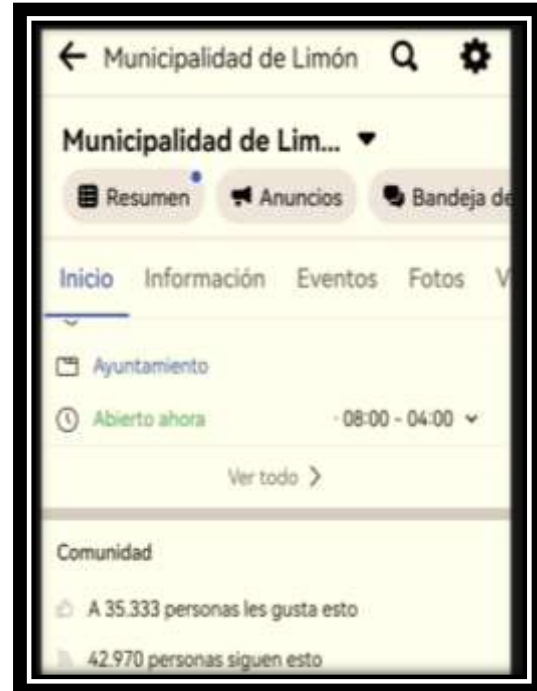 Municipalidad de Limón
Municipalidad de Lim...
Resumen Anuncios Bandeja de
Inicio Información Eventos Fotos V
Ayuntamiento
Abierto ahora · 08:00 - 04:00
Ver todo
Comunidad
A 35.333 personas les gusta esto
42.970 personas siguen esto